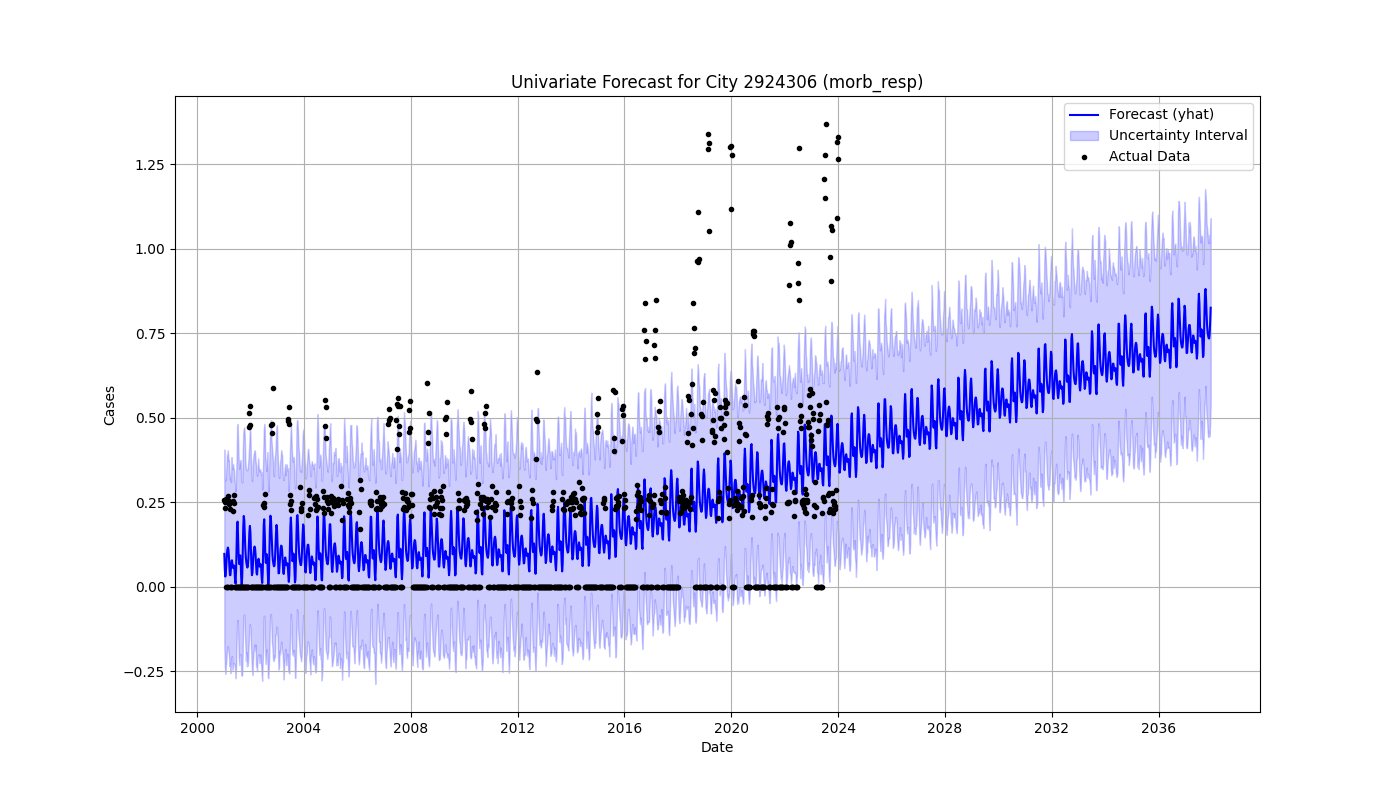 Univariate Forecast for City 2924306 (morb_resp)
Forecast (yhat)
Uncertainty Interval
Actual Data
Cases
1.25
1.00
0.75
0.50
0.25
0.00
−0.25
2000 2004 2008 2012 2016 2020 2024 2028 2032 2036
Date